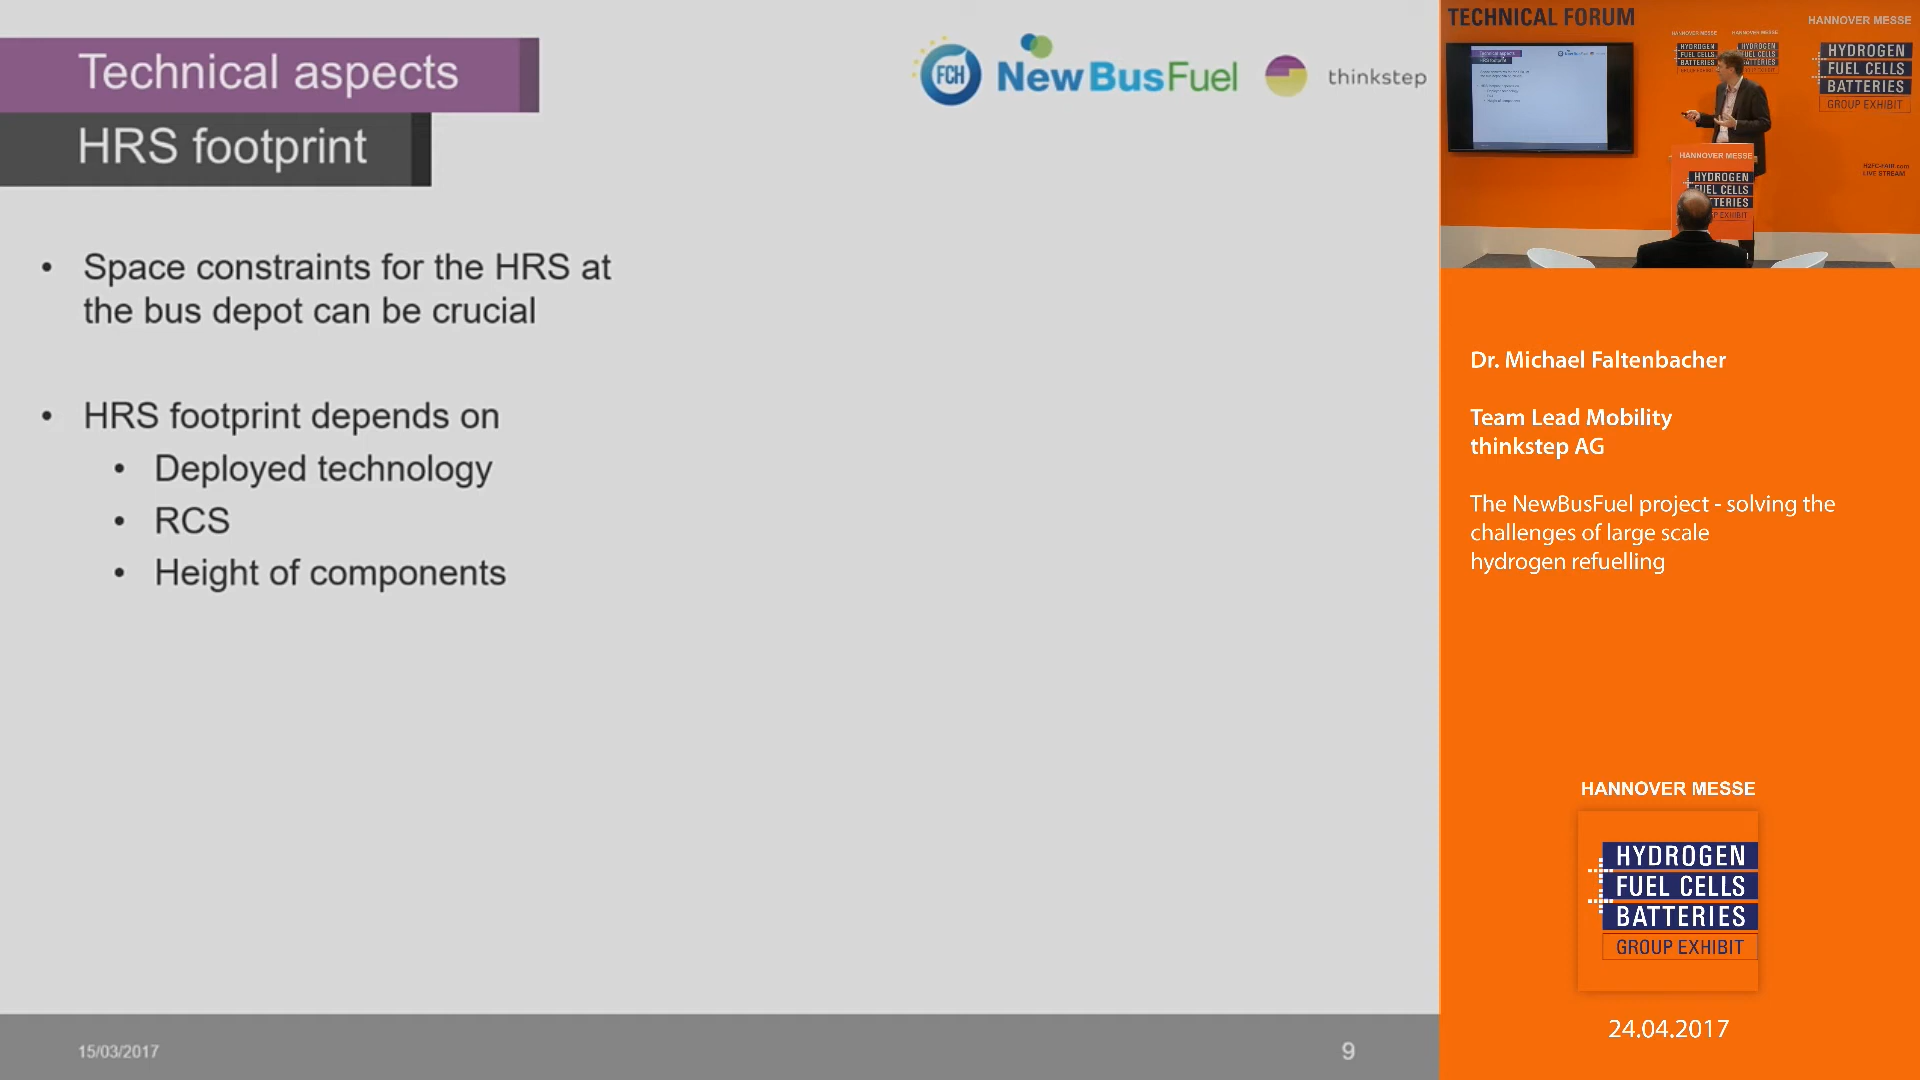 Technical aspects
HRS footprint
FCH
NewBusFuel
thinkstep
• Space constraints for the HRS at
the bus depot can be crucial
• HRS footprint depends on
• Deployed technology
• RCS
• Height of components
15/03/2017
9
TECHNICAL FORUM
HANNOVER MESSE
HYDROGEN
FUEL CELLS
BATTERIES
GROUP EXHIBIT
HANNOVER MESSE
HYDROGEN
FUEL CELLS
LIVE STREAM
Dr. Michael Faltenbacher
Team Lead Mobility
thinkstep AG
The NewBusFuel project - solving the
challenges of large scale
hydrogen refuelling
HANNOVER MESSE
HYDROGEN
FUEL CELLS
BATTERIES
GROUP EXHIBIT
24.04.2017